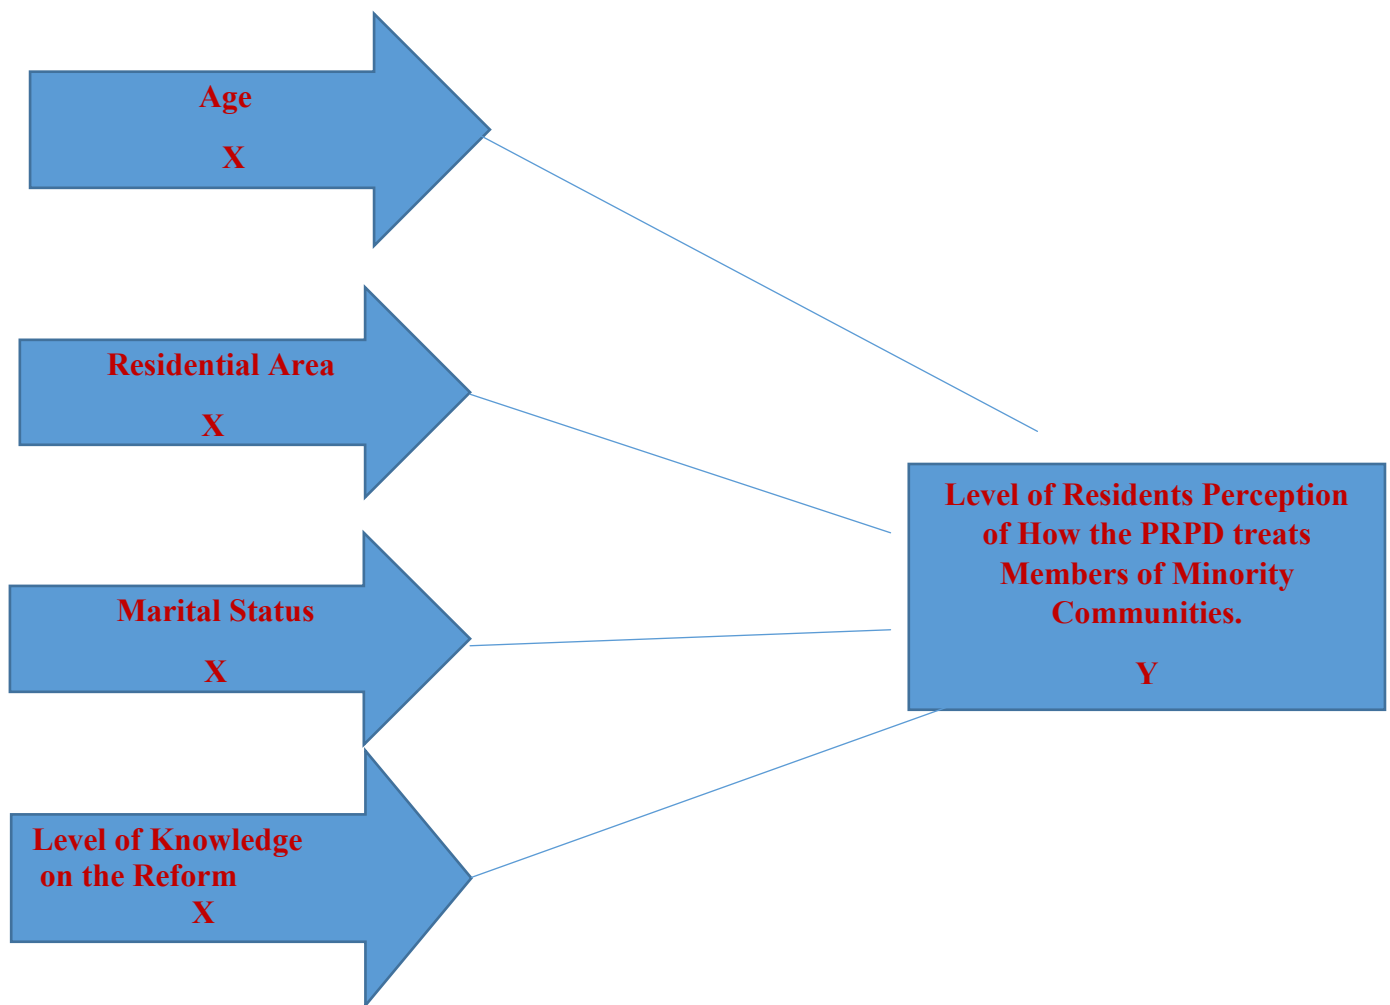 Age
X
Residential Area
X
Marital Status
X
Level of Knowledge
on the Reform
X
Level of Residents Perception
of How the PRPD treats
Members of Minority
Communities.
Y